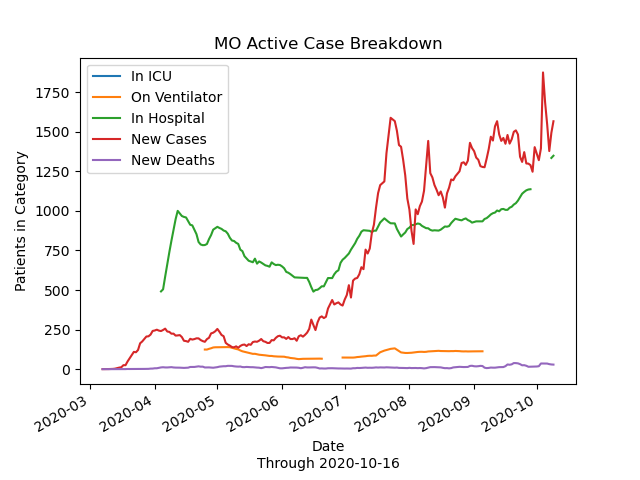 MO Active Case Breakdown
In ICU
On Ventilator
In Hospital
New Cases
New Deaths
Patients in Category
1750
1500
1250
1000
750
500
250
0
2020-03
2020-04
2020-05
2020-06
2020-07
2020-08
2020-09
2020-10
Date
Through 2020-10-16